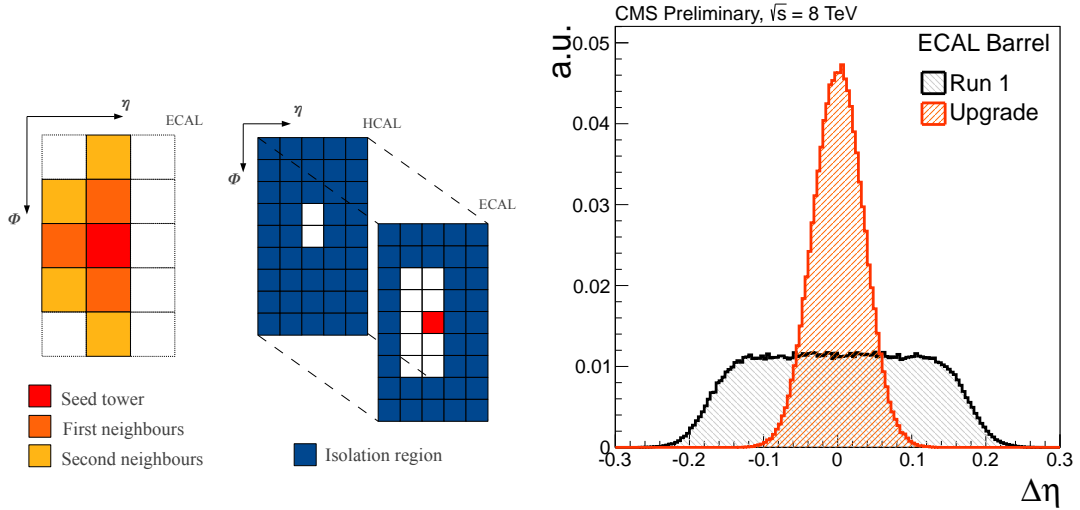 η
ECAL
Φ
Seed tower
First neighbours
Second neighbours
η
HCAL
Φ
ECAL
Isolation region
CMS Preliminary, √s = 8 TeV
a.u.
ECAL Barrel
Run 1
Upgrade
0.05
0.04
0.03
0.02
0.01
0
-0.3 -0.2 -0.1 0 0.1 0.2 0.3
Δη